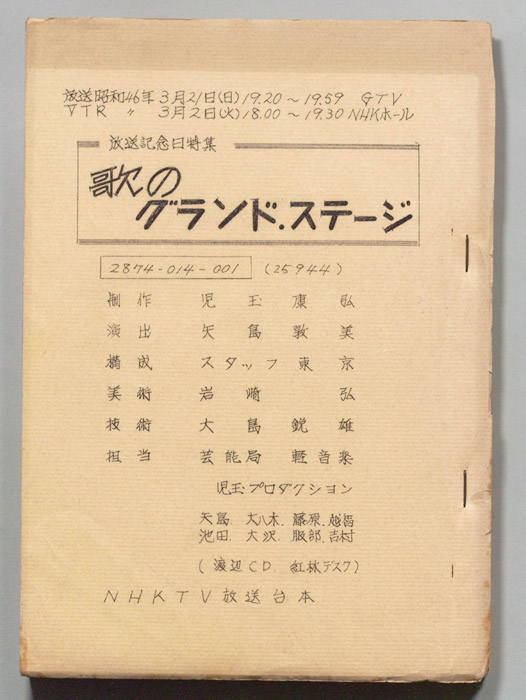 放送昭和46年3月21日(日)19.20～19.59 GTV
VTR 〃 3月2日(火)18.00～19.30 NHKホール
放送記念日特集
歌の
グランド.ステージ
2874-014-001 (25944)
制作 児玉康弘
演出 矢島敦美
構成 スタッフ東京
美術 岩崎弘
技術 大島鋭雄
担当 芸能局軽音楽
児玉プロダクション
矢島.大八木.藤原.越智
池田.大沢.服部.吉村
(渡辺CD.紅林デスク)
NHKTV放送台本